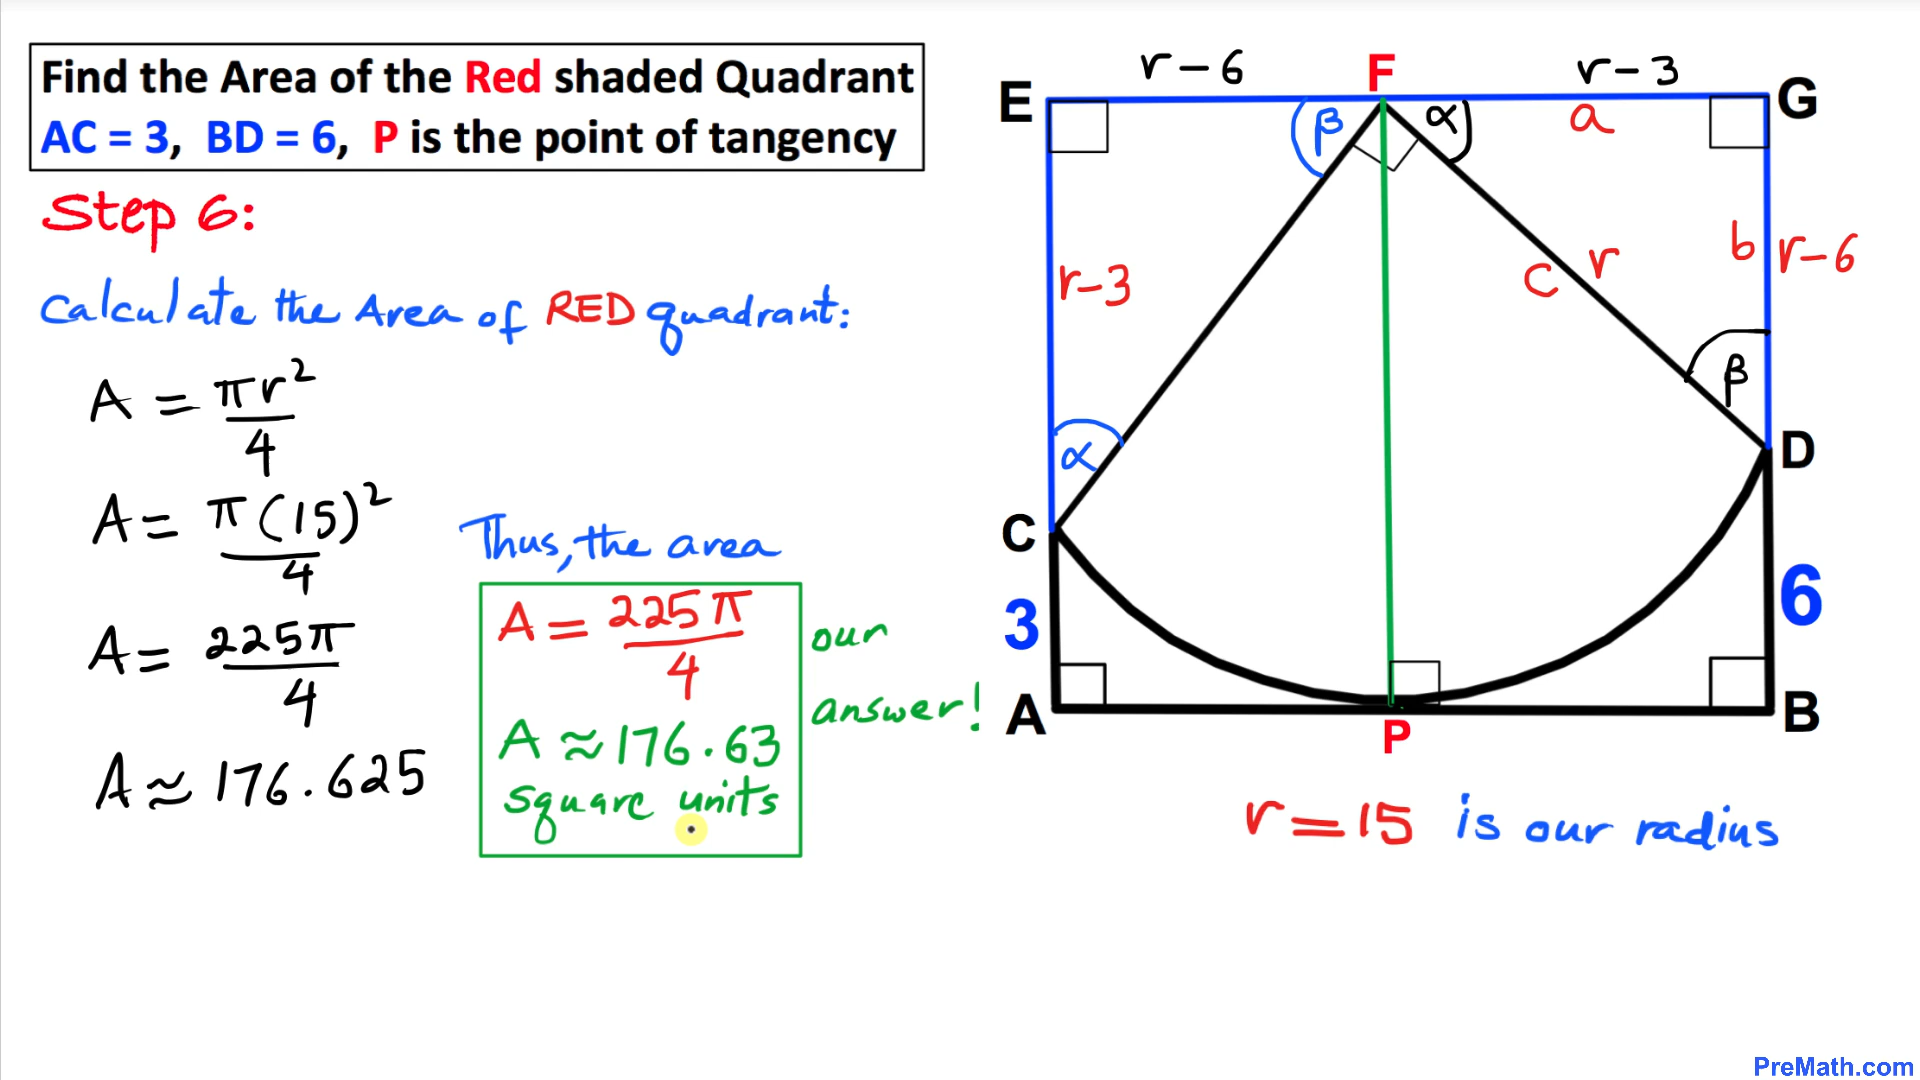 Find the Area of the Red shaded Quadrant
AC = 3, BD = 6, P is the point of tangency
Step 6:
Calculate the Area of RED quadrant:
A = πr²/4
A = π(15)²/4
A = 225π/4
A ≈ 176.625
Thus, the area
A = 225π/4
A ≈ 176.63
square units
our
answer!
r-6
F
r-3
E
G
β
α
a
r-3
c
r
b
r-6
β
α
C
D
3
6
A
P
B
r = 15 is our radius
PreMath.com